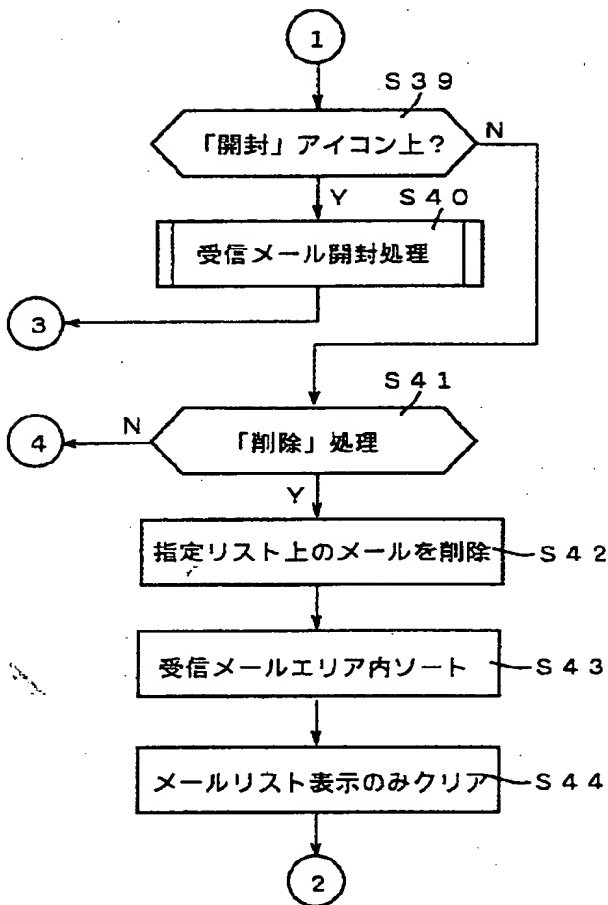 1
S39
「開封」アイコン上?
N
Y
S40
受信メール開封処理
3
S41
「削除」処理
N
4
Y
指定リスト上のメールを削除
S42
受信メールエリア内ソート
S43
メールリスト表示のみクリア
S44
2